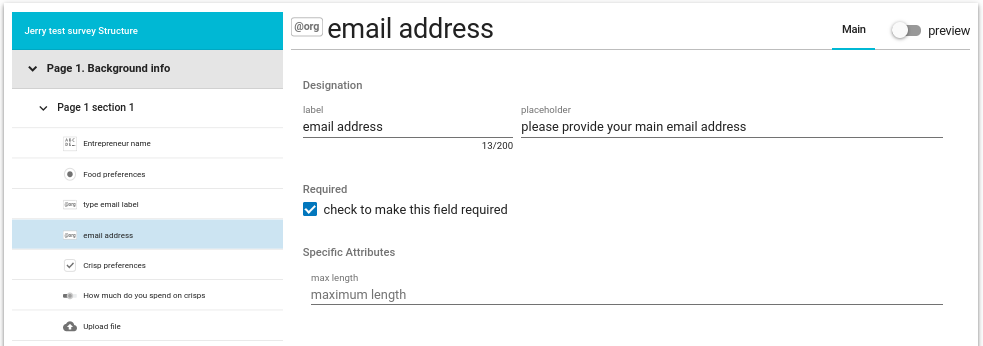 Jerry test survey Structure
Page 1. Background info
Page 1 section 1
ABC
DE...
Entrepreneur name
Food preferences
@org type email label
@org email address
Crisp preferences
How much do you spend on crisps
Upload file
@org email address
Main
preview
Designation
label
email address
13/200
placeholder
please provide your main email address
Required
check to make this field required
Specific Attributes
max length
maximum length